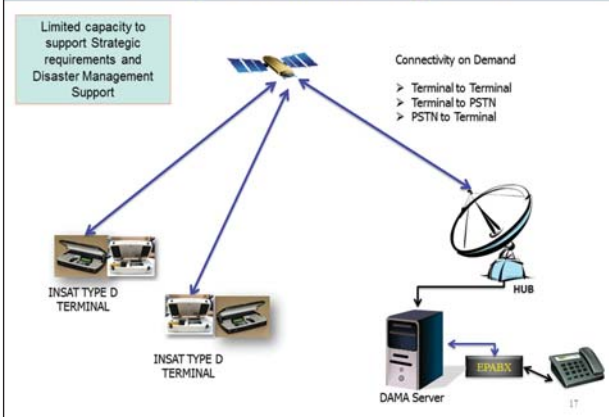 Limited capacity to
support Strategic
requirements and
Disaster Management
Support
Connectivity on Demand
➢ Terminal to Terminal
➢ Terminal to PSTN
➢ PSTN to Terminal
INSAT TYPE D
TERMINAL
INSAT TYPE D
TERMINAL
HUB
DAMA Server
EPABX
17